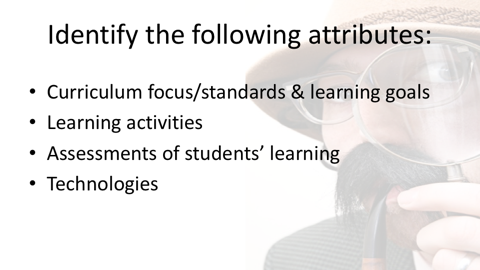 Identify the following attributes:
• Curriculum focus/standards & learning goals
• Learning activities
• Assessments of students’ learning
• Technologies